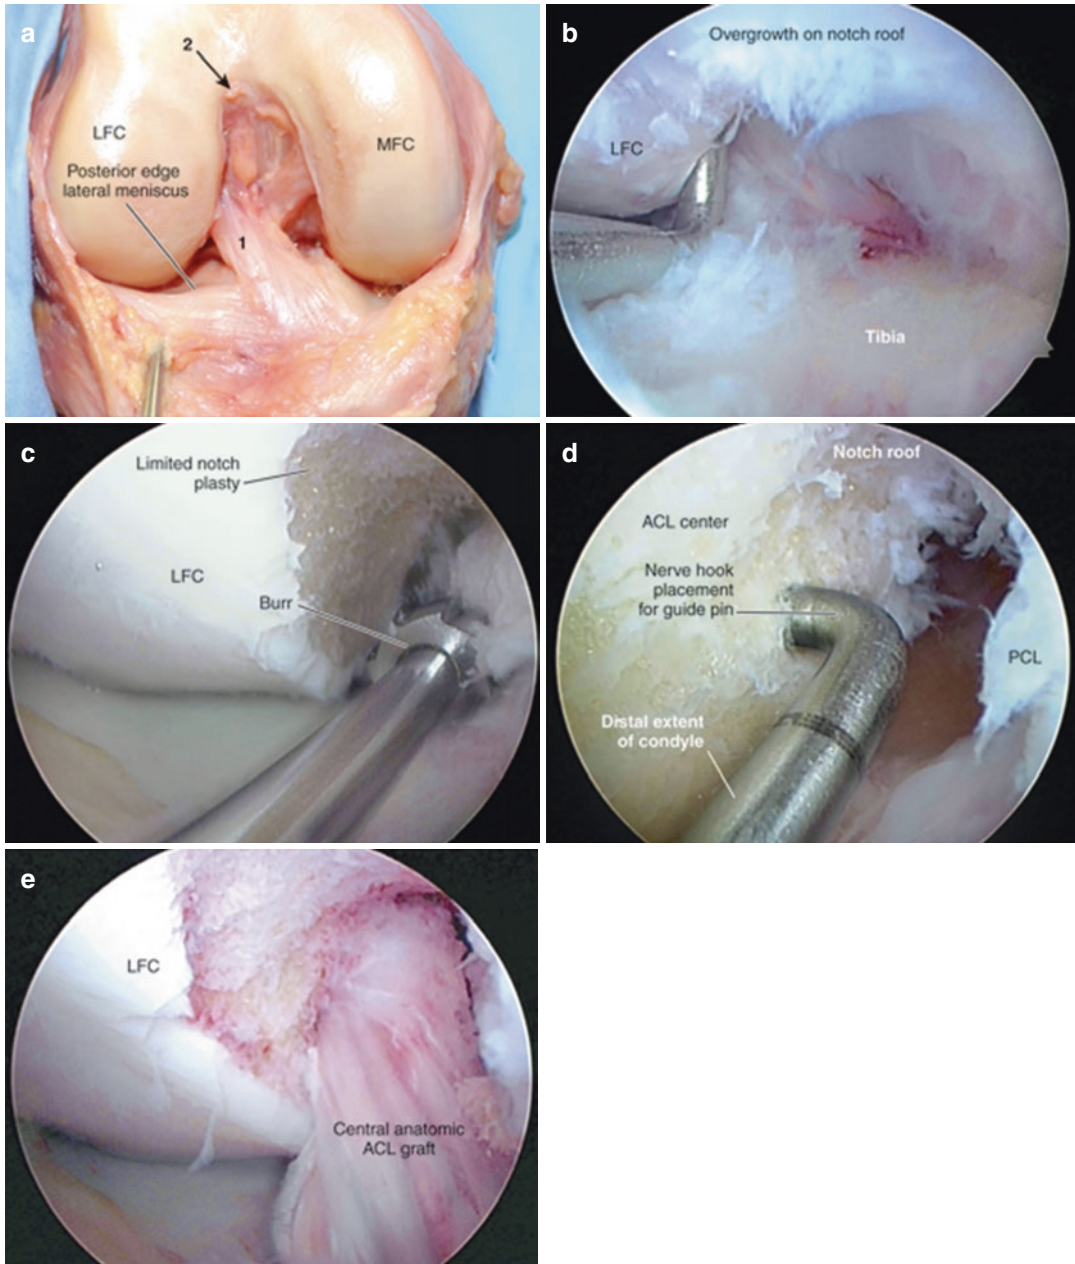 a
2
LFC
MFC
Posterior edge
lateral meniscus
1
b
Overgrowth on notch roof
LFC
Tibia
c
Limited notch
plasty
LFC
Burr
d
Notch roof
ACL center
Nerve hook
placement
for guide pin
PCL
Distal extent
of condyle
e
LFC
Central anatomic
ACL graft